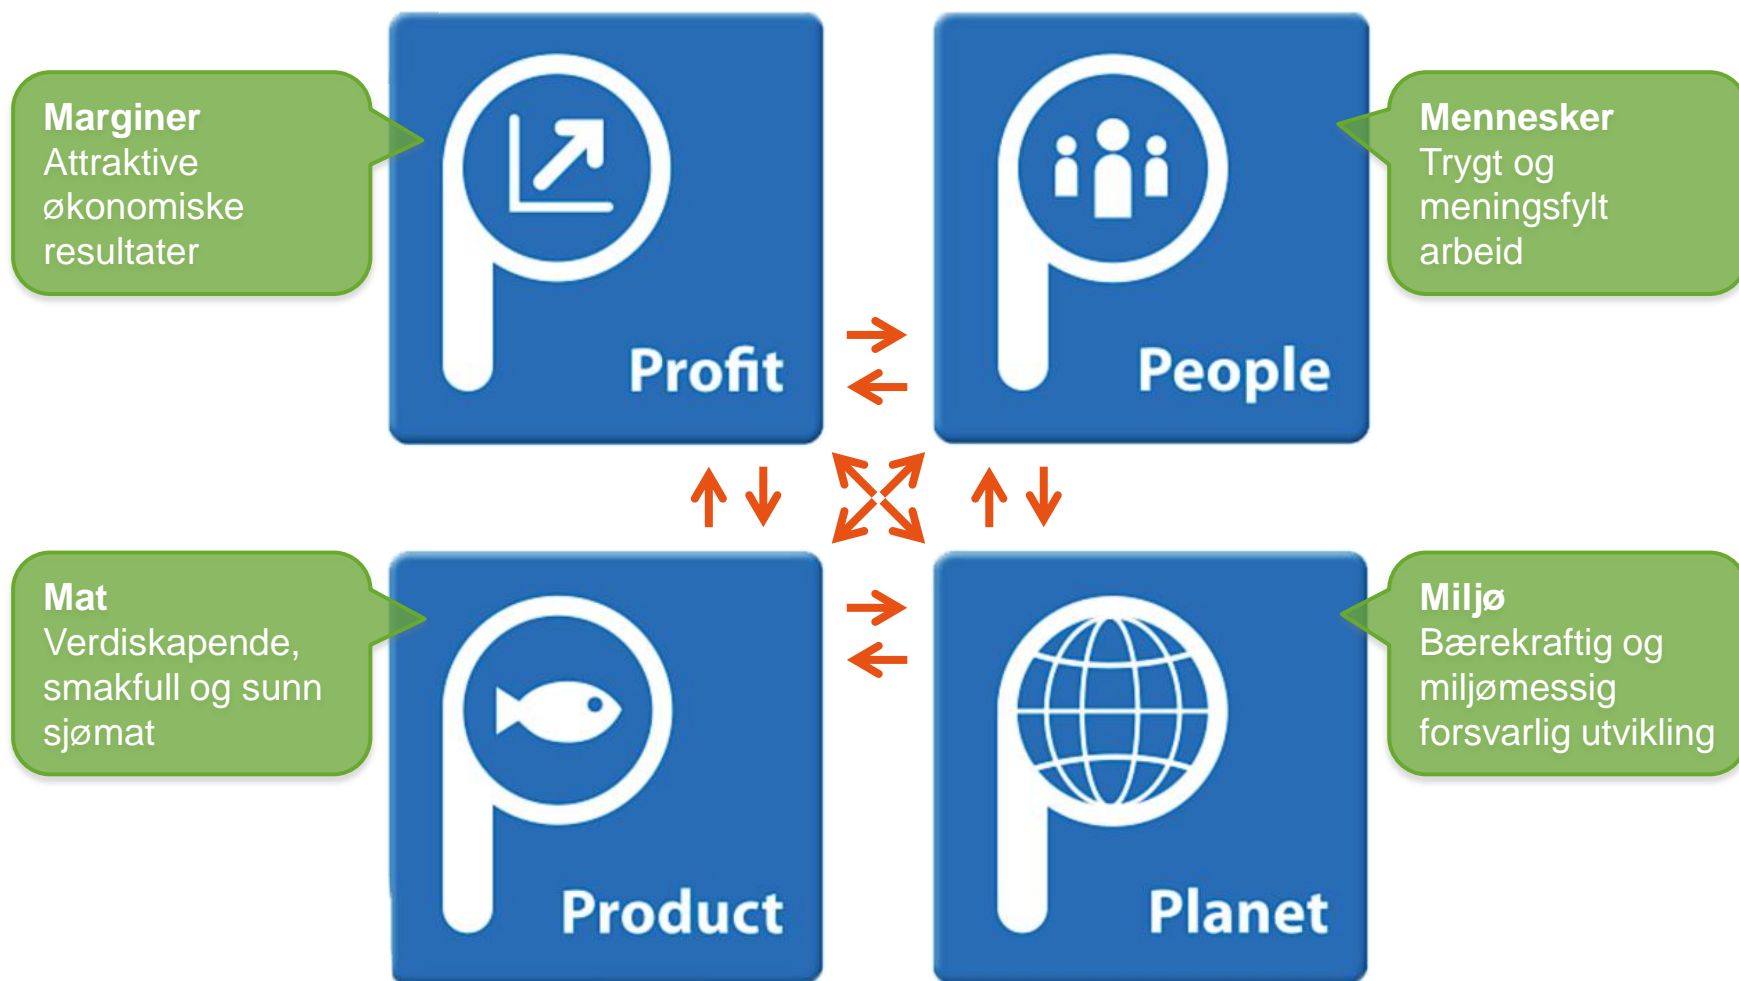 Marginer
Attraktive
økonomiske
resultater
Profit
People
Mennesker
Trygt og
meningsfylt
arbeid
Mat
Verdiskapende,
smakfull og sunn
sjømat
Product
Planet
Miljø
Bærekraftig og
miljømessig
forsvarlig utvikling